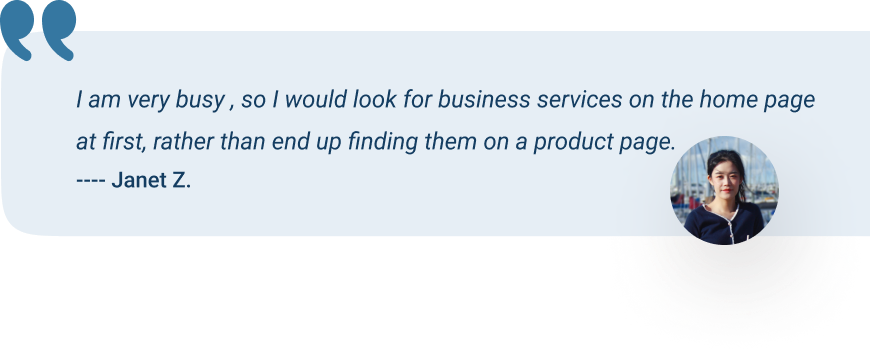 I am very busy , so I would look for business services on the home page
at first, rather than end up finding them on a product page.
---- Janet Z.